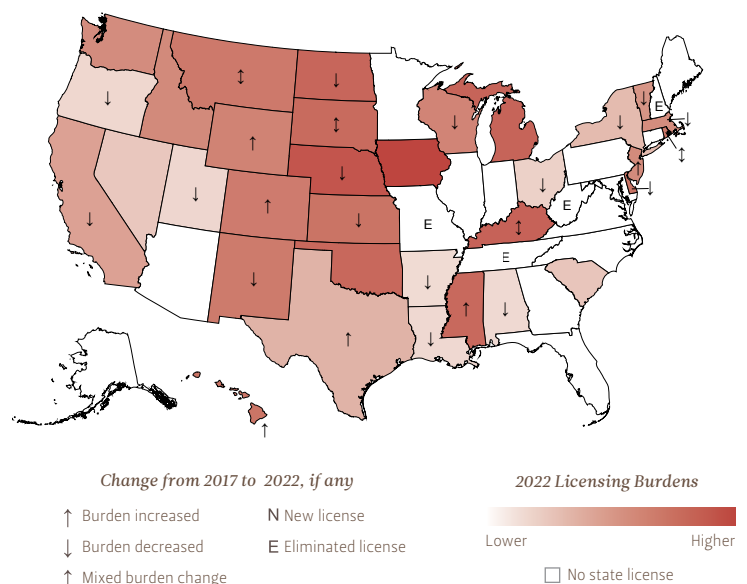 E
E
E
Change from 2017 to 2022, if any
Burden increased
Burden decreased
Mixed burden change
N New license
E Eliminated license
2022 Licensing Burdens
Lower Higher
No state license